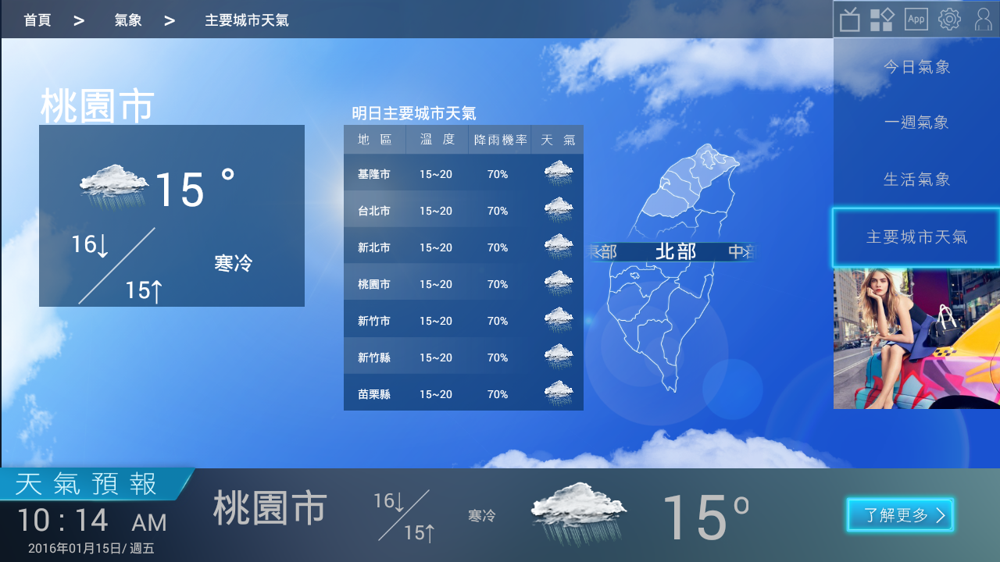 首頁 > 氣象 > 主要城市天氣
App
今日氣象
一週氣象
生活氣象
主要城市天氣
桃園市
15°
16↓
15↑
寒冷
明日主要城市天氣
地區 溫度 降雨機率 天氣
基隆市 15~20 70%
台北市 15~20 70%
新北市 15~20 70%
桃園市 15~20 70%
新竹市 15~20 70%
新竹縣 15~20 70%
苗栗縣 15~20 70%
部 < 北部 中部 >
天氣預報
10:14 AM
2016年01月15日/ 週五
桃園市
16↓
15↑
寒冷
15°
了解更多 >